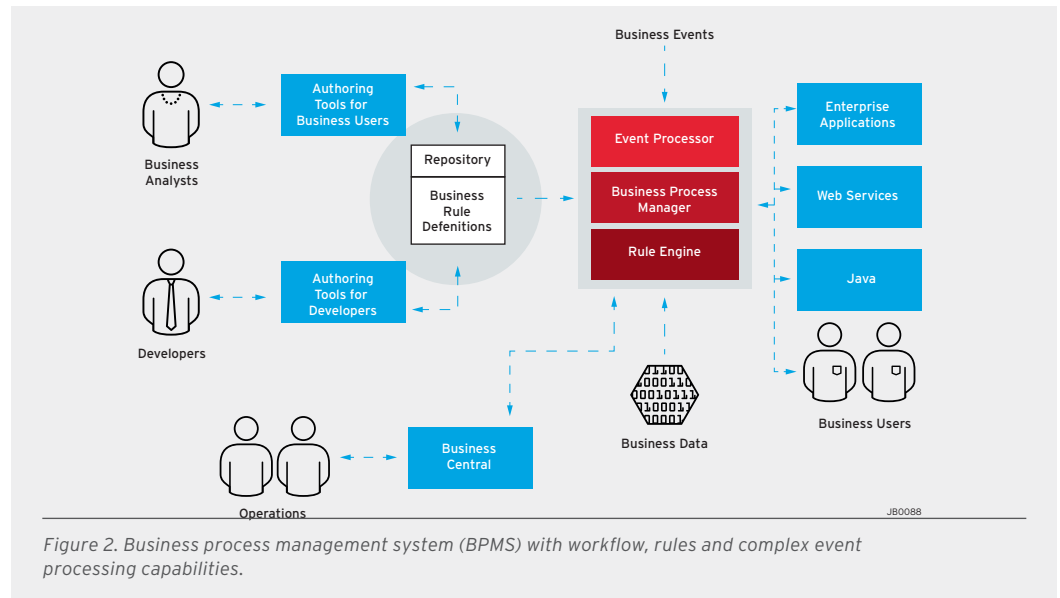 Business Events
Authoring
Tools for
Business Users
Business
Analysts
Repository
Business
Rule
Defenitions
Event Processor
Business Process
Manager
Rule Engine
Enterprise
Applications
Web Services
Java
Authoring
Tools for
Developers
Developers
Business Users
Business Data
Business
Central
Operations
JB0088
Figure 2. Business process management system (BPMS) with workflow, rules and complex event
processing capabilities.